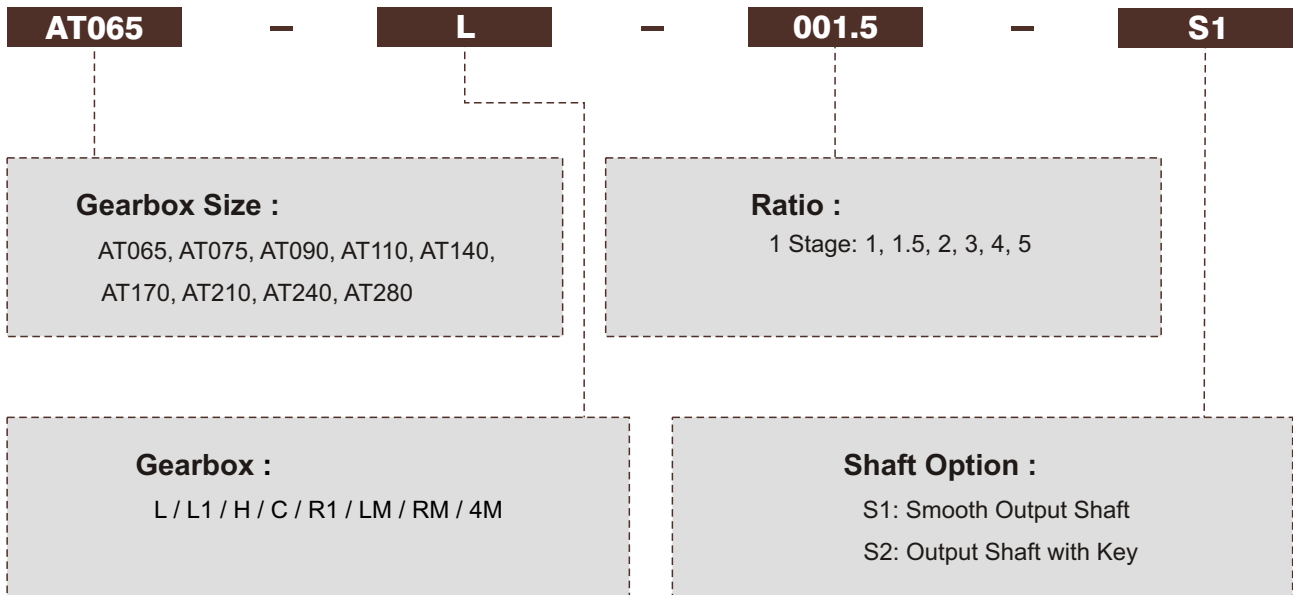 AT065 – L – 001.5 – S1
Gearbox Size :
AT065, AT075, AT090, AT110, AT140,
AT170, AT210, AT240, AT280
Ratio :
1 Stage: 1, 1.5, 2, 3, 4, 5
Gearbox :
L / L1 / H / C / R1 / LM / RM / 4M
Shaft Option :
S1: Smooth Output Shaft
S2: Output Shaft with Key